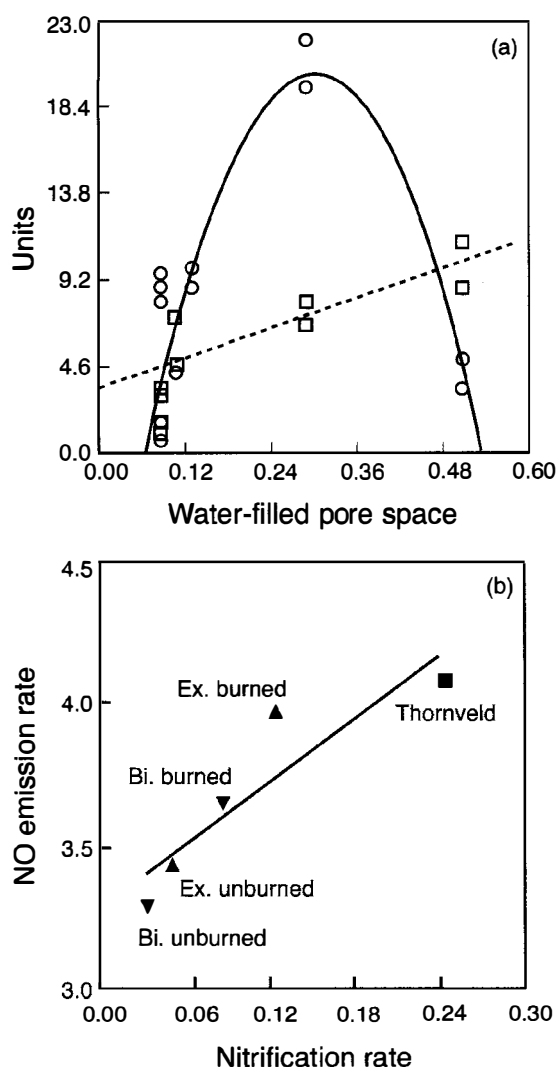 (a)
23.0
18.4
13.8
9.2
4.6
0.0
Units
0.00 0.12 0.24 0.36 0.48 0.60
Water-filled pore space
(b)
4.5
4.0
3.5
3.0
NO emission rate
Ex. burned
Thornveld
Bi. burned
Ex. unburned
Bi. unburned
0.00 0.06 0.12 0.18 0.24 0.30
Nitrification rate